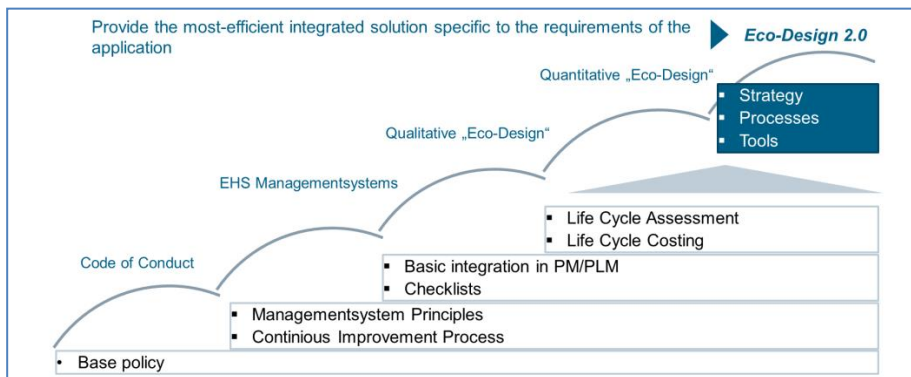 Provide the most-efficient integrated solution specific to the requirements of the
application
Eco-Design 2.0
Quantitative „Eco-Design“
▪ Strategy
▪ Processes
▪ Tools
Qualitative „Eco-Design“
EHS Managementsystems
▪ Life Cycle Assessment
▪ Life Cycle Costing
Code of Conduct
▪ Basic integration in PM/PLM
▪ Checklists
▪ Managementsystem Principles
▪ Continious Improvement Process
• Base policy